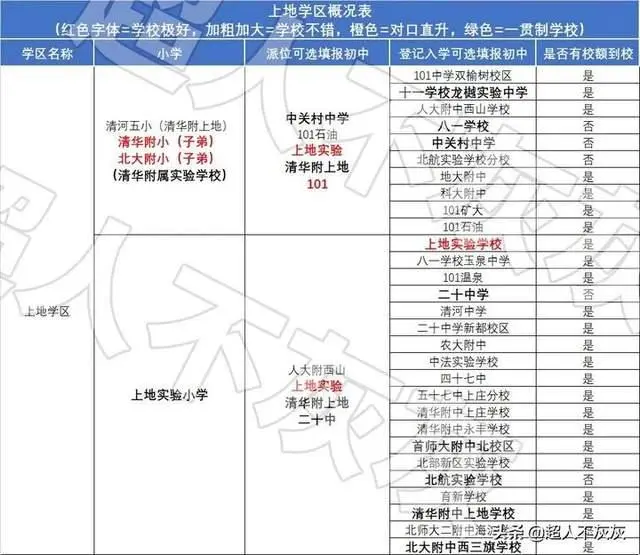 上地学区概况表
(红色字体=学校极好，加粗加大=学校不错，橙色=对口直升，绿色=一贯制学校)
学区名称 小学 派位可选填报初中 登记入学可选填报初中 是否有校额到校
101中学双榆树校区 是
十一学校龙樾实验中学 是
人大附中西山学校 是
清河五小（清华附上地）
清华附小（子弟）
北大附小（子弟）
(清华附属实验学校)
中关村中学
101石油
上地实验
清华附上地
101
八一学校 否
中关村中学 否
北航实验学校分校 否
地大附中 是
科大附中 是
101矿大 是
101石油 是
上地实验学校 是
八一学校玉泉中学 是
101温泉 是
二十中学 否
上地学区
清河中学 是
二十中学新都校区 是
农大附中 是
中法实验学校 是
上地实验小学
人大附西山
上地实验
清华附上地
二十中
四十七中 是
五十七中上庄分校 是
清华附中上庄学校 是
清华附中永丰学校 是
首师大附中北校区 是
北部新区实验学校 是
北航实验学校 否
育新学校 是
清华附中上地学校 是
北师大二附中海
北大附中西三旗学校 是
头条 @超人不灰灰
超人不灰灰